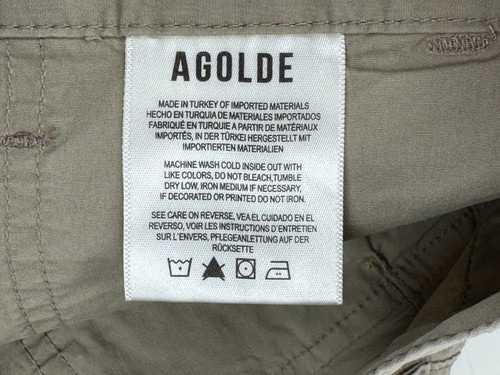 AGOLDE
MADE IN TURKEY OF IMPORTED MATERIALS
HECHO EN TURQUIA DE MATERIALES IMPORTADOS
FABRIQUÉ EN TURQUIE A PARTIR DE MATÉRIAUX
IMPORTÉS, IN DER TÜRKEI HERGESTELLT MIT
IMPORTIERTEN MATERIALIEN
MACHINE WASH COLD INSIDE OUT WITH
LIKE COLORS, DO NOT BLEACH,TUMBLE
DRY LOW, IRON MEDIUM IF NECESSARY,
IF DECORATED OR PRINTED DO NOT IRON.
SEE CARE ON REVERSE, VEA EL CUIDADO EN EL
REVERSO, VOIR LES INSTRUCTIONS D'ENTRETIEN
SUR L'ENVERS, PFLEGEANLETTUNG AUF DER
RÜCKSETTE